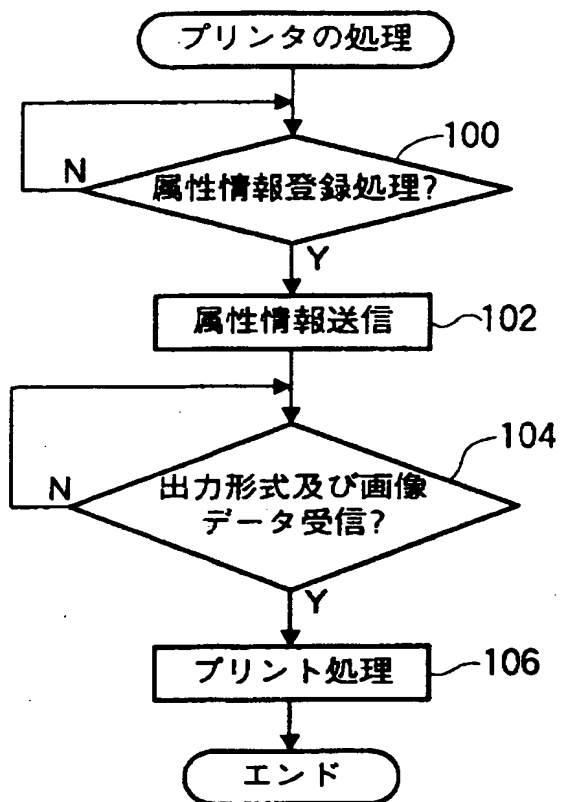 プリンタの処理
100
N
属性情報登録処理?
Y
属性情報送信
102
104
N
出力形式及び画像
データ受信?
Y
プリント処理
106
エンド